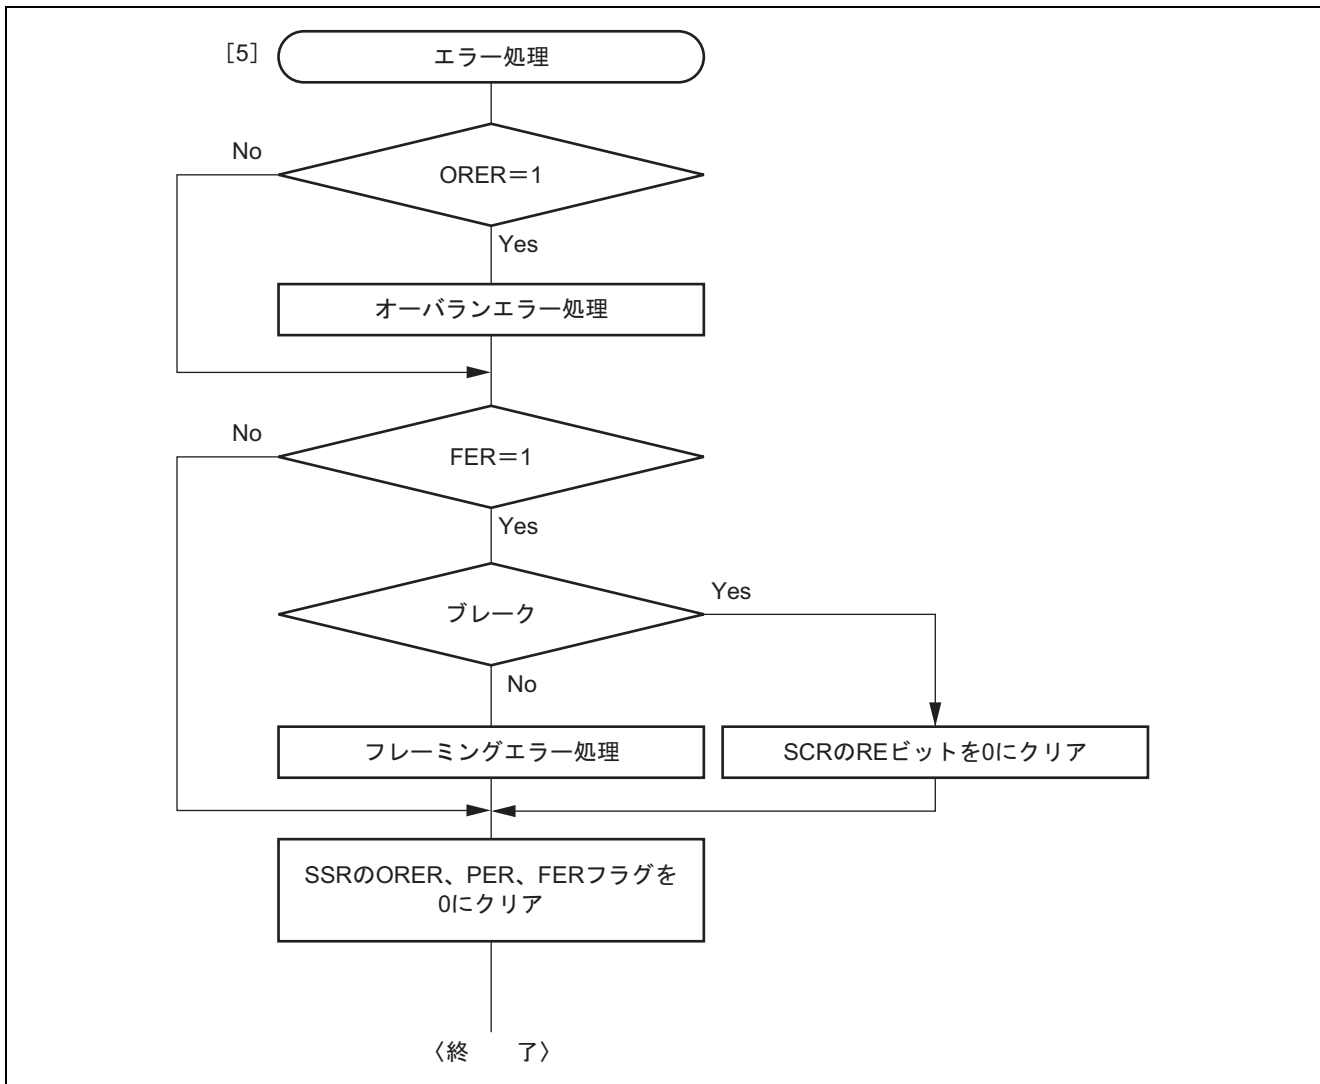 [5]
エラー処理
No
ORER＝1
Yes
オーバランエラー処理
No
FER＝1
Yes
ブレーク
Yes
No
フレーミングエラー処理
SCRのREビットを0にクリア
SSRのORER、PER、FERフラグを
0にクリア
〈終　　了〉